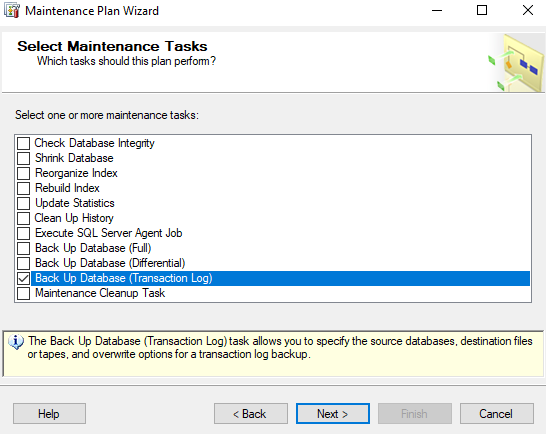 Maintenance Plan Wizard
Select Maintenance Tasks
Which tasks should this plan perform?
Select one or more maintenance tasks:
Check Database Integrity
Shrink Database
Reorganize Index
Rebuild Index
Update Statistics
Clean Up History
Execute SQL Server Agent Job
Back Up Database (Full)
Back Up Database (Differential)
Back Up Database (Transaction Log)
Maintenance Cleanup Task
The Back Up Database (Transaction Log) task allows you to specify the source databases, destination files
or tapes, and overwrite options for a transaction log backup.
Help
< Back
Next >
Finish
Cancel